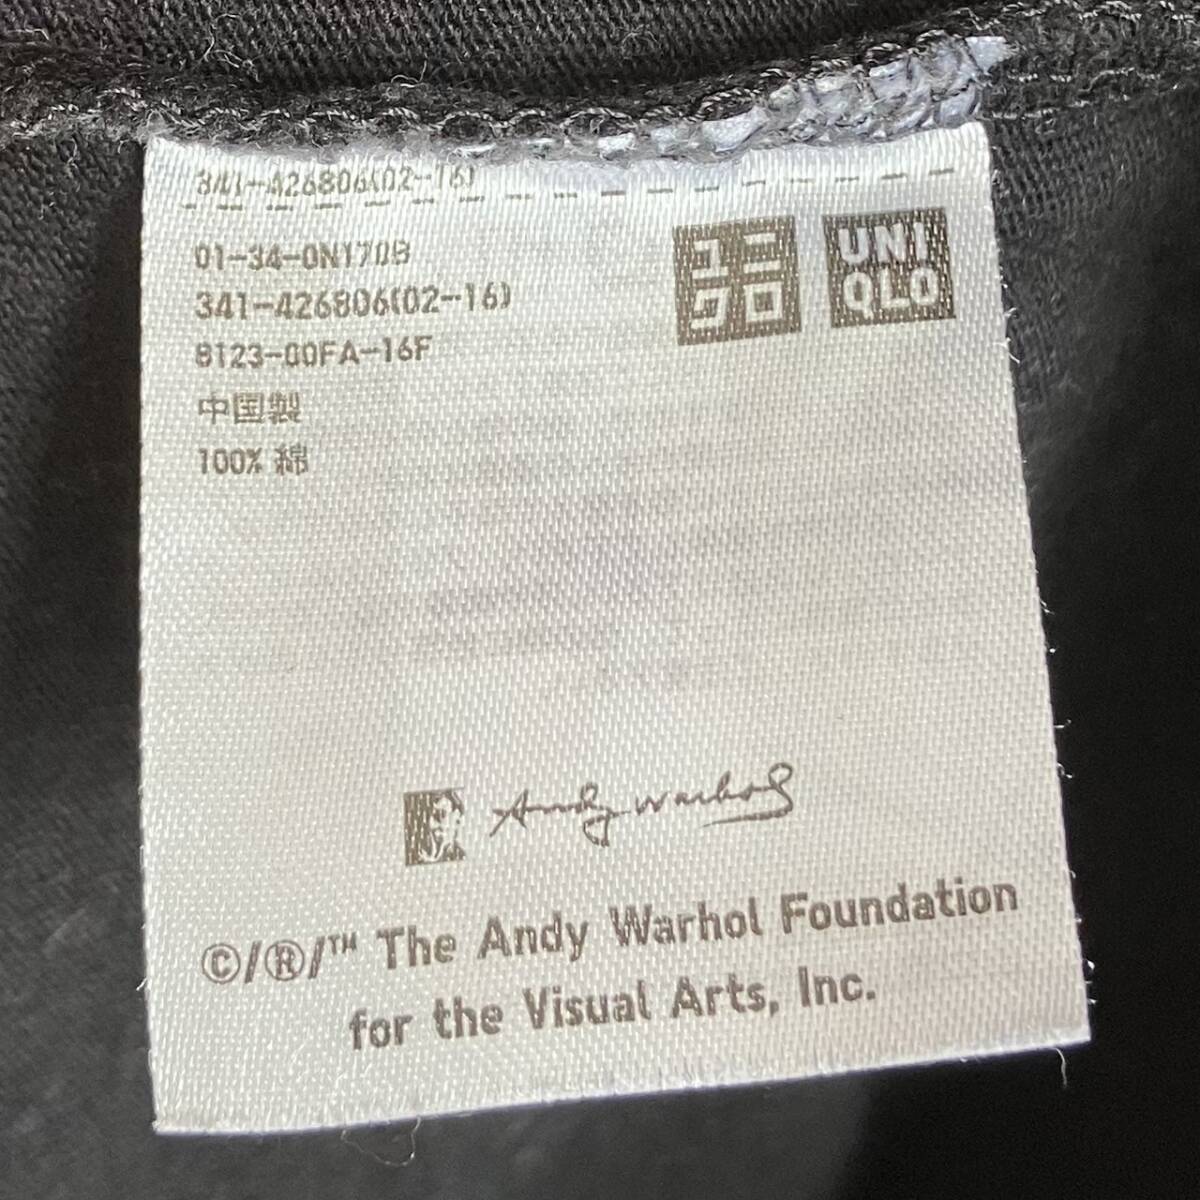 341-426806(02-16)
01-34-0N170B
341-426806(02-16)
8123-00FA-16F
中国製
100% 綿
ユニ
クロ
UNI
QLO
Andy Warhol
©/®/™ The Andy Warhol Foundation
for the Visual Arts, Inc.